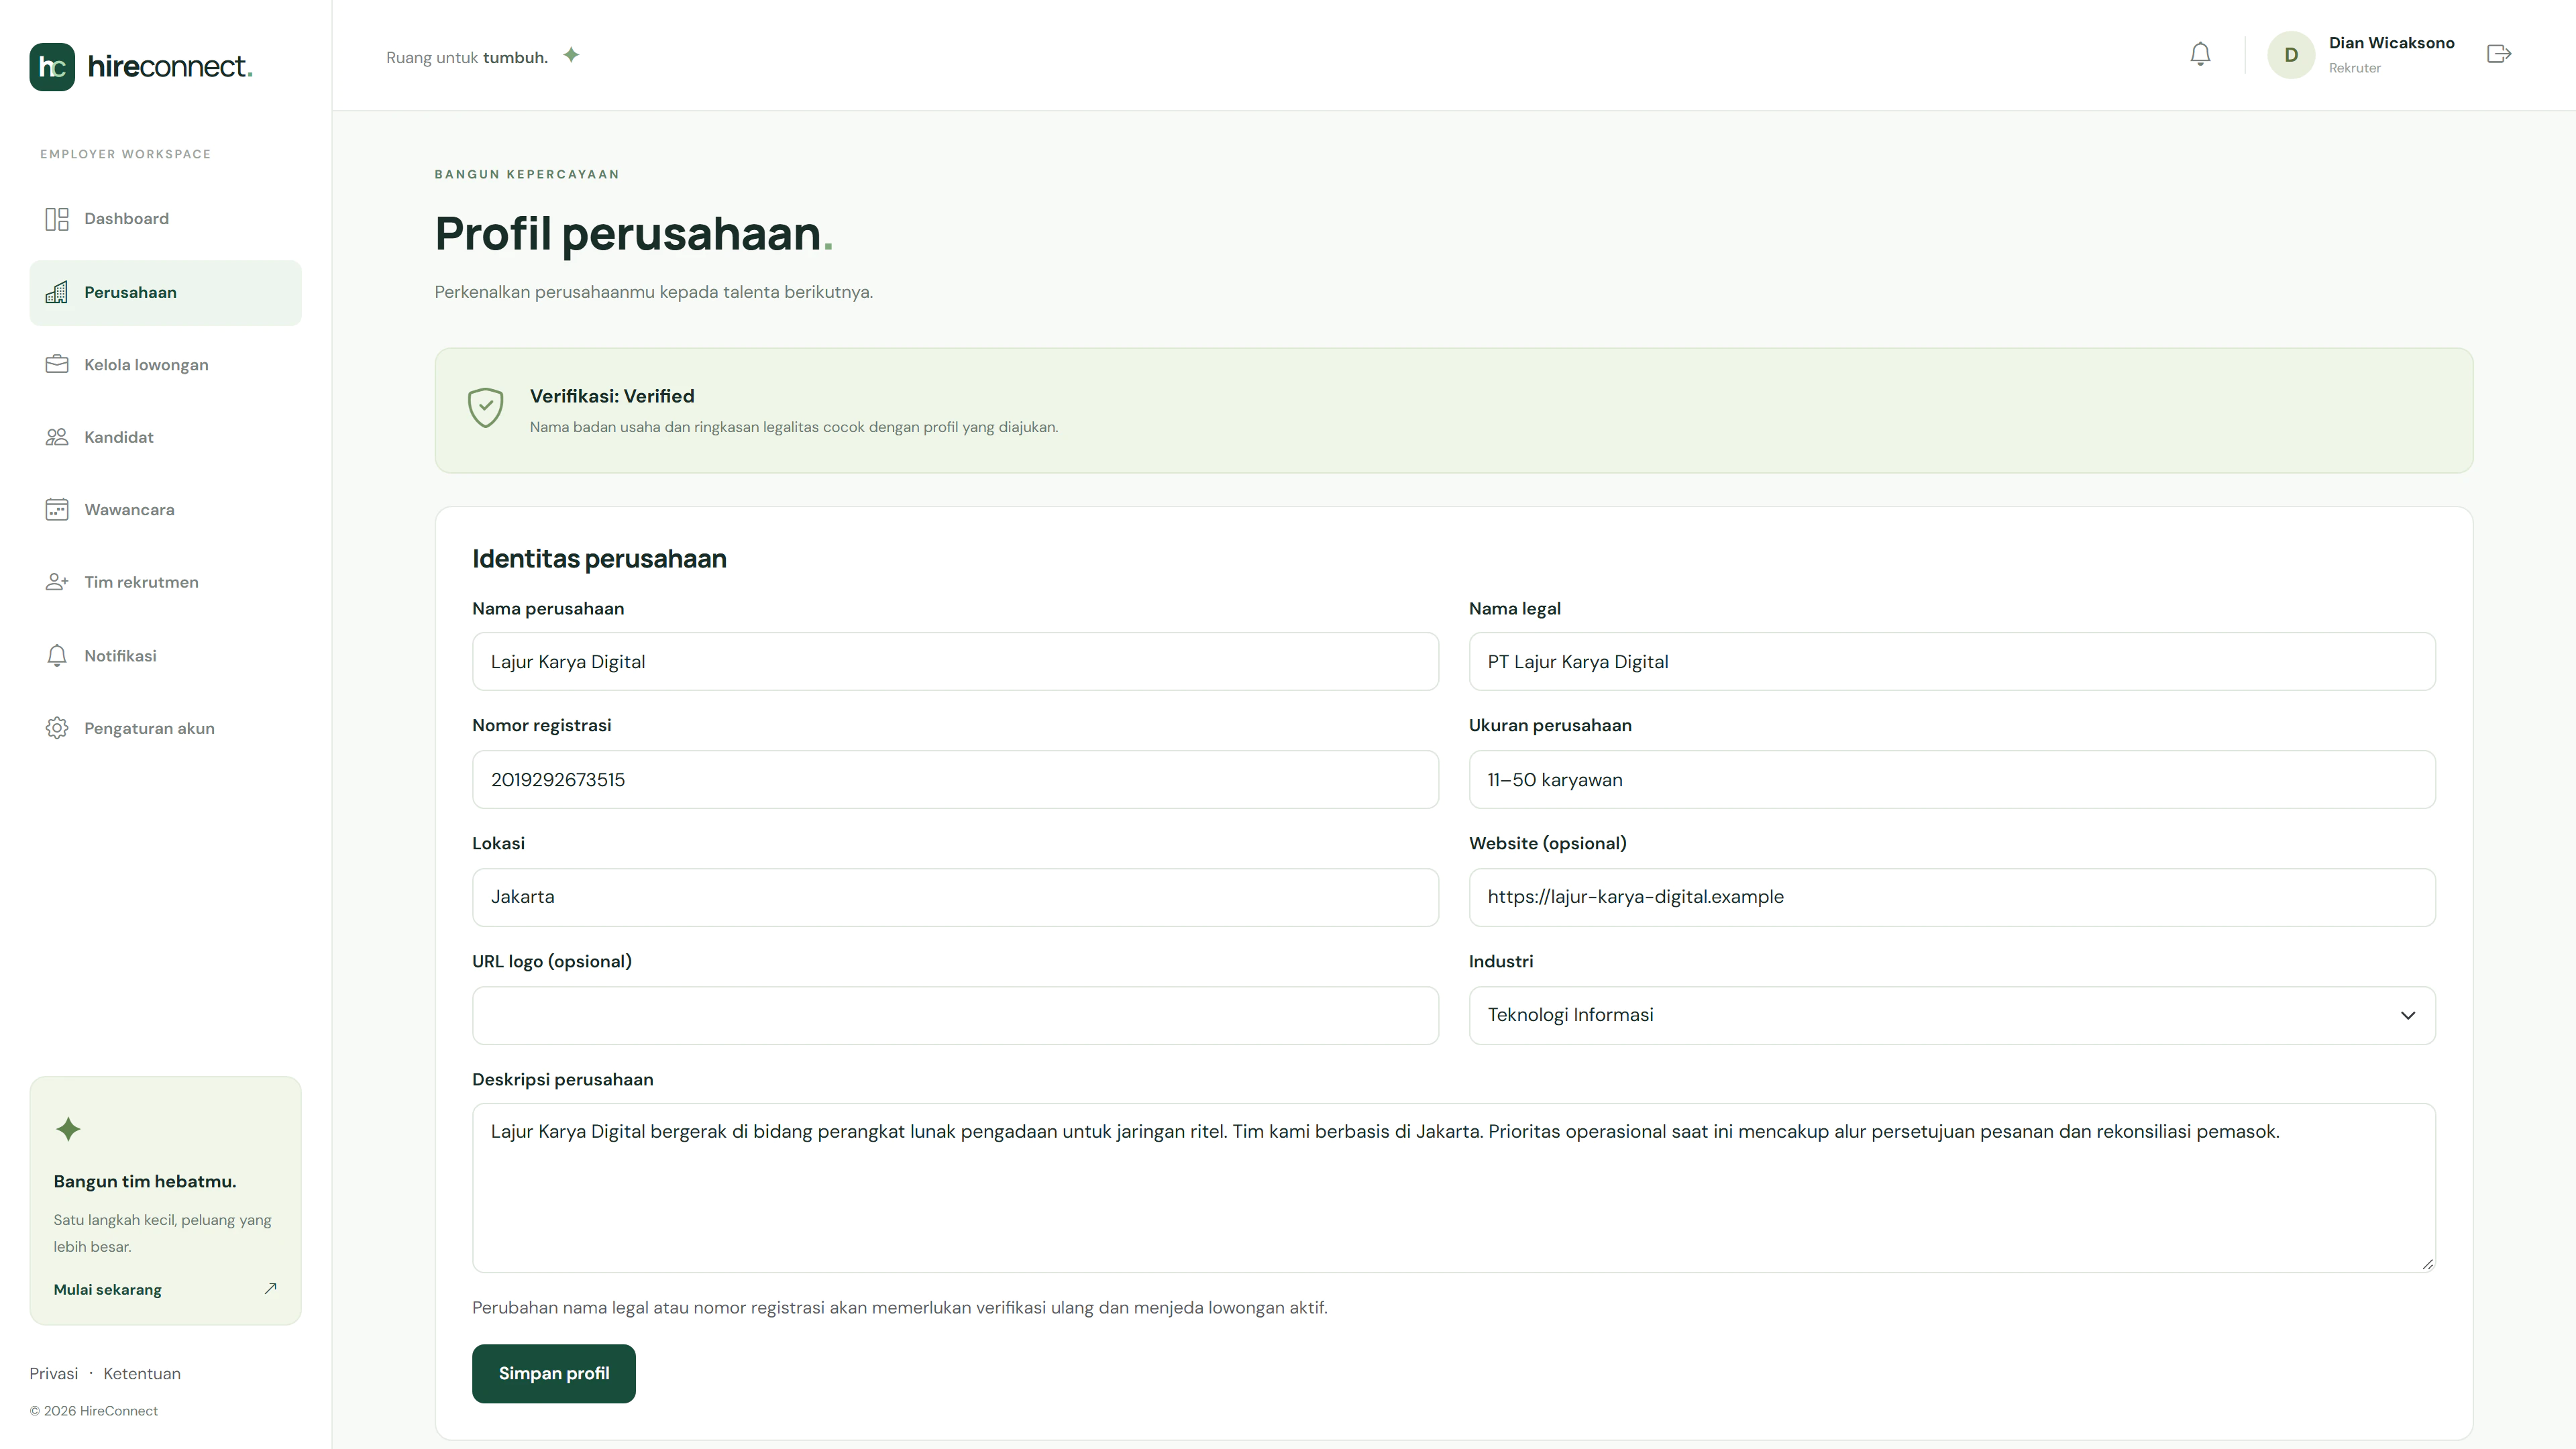 hc hireconnect.
EMPLOYER WORKSPACE
Dashboard
Perusahaan
Kelola lowongan
Kandidat
Wawancara
Tim rekrutmen
Notifikasi
Pengaturan akun
Bangun tim hebatmu.
Satu langkah kecil, peluang yang
lebih besar.
Mulai sekarang
Privasi · Ketentuan
© 2026 HireConnect
Ruang untuk tumbuh.
D
Dian Wicaksono
Rekruter
BANGUN KEPERCAYAAN
Profil perusahaan.
Perkenalkan perusahaanmu kepada talenta berikutnya.
Verifikasi: Verified
Nama badan usaha dan ringkasan legalitas cocok dengan profil yang diajukan.
Identitas perusahaan
Nama perusahaan
Lajur Karya Digital
Nama legal
PT Lajur Karya Digital
Nomor registrasi
2019292673515
Ukuran perusahaan
11–50 karyawan
Lokasi
Jakarta
Website (opsional)
https://lajur-karya-digital.example
URL logo (opsional)
Industri
Teknologi Informasi
Deskripsi perusahaan
Lajur Karya Digital bergerak di bidang perangkat lunak pengadaan untuk jaringan ritel. Tim kami berbasis di Jakarta. Prioritas operasional saat ini mencakup alur persetujuan pesanan dan rekonsiliasi pemasok.
Perubahan nama legal atau nomor registrasi akan memerlukan verifikasi ulang dan menjeda lowongan aktif.
Simpan profil